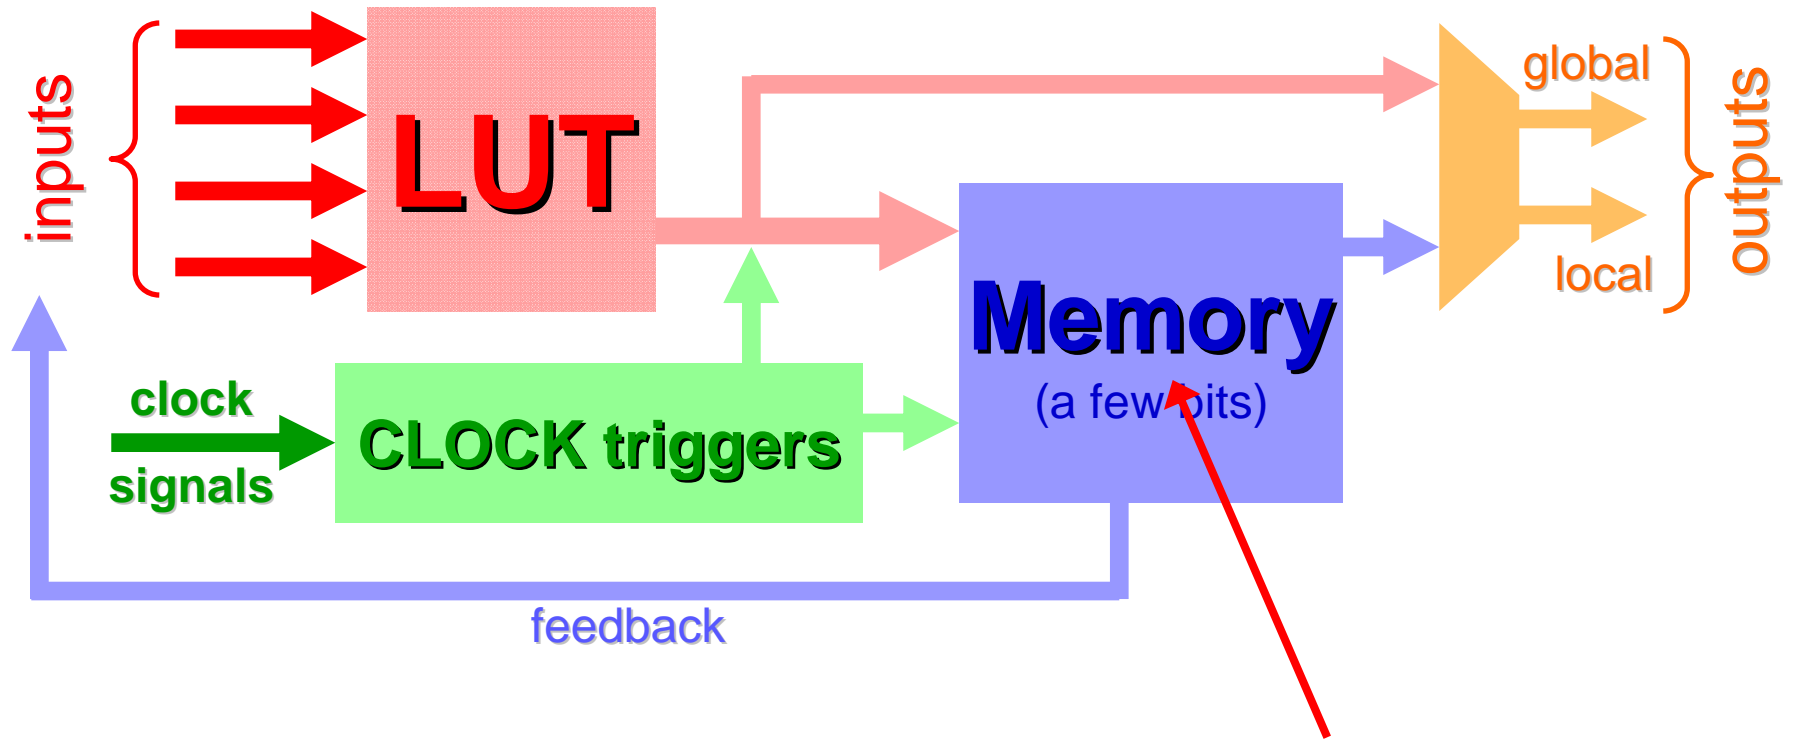 inputs
LUT
global
local
outputs
Memory
(a few bits)
clock
signals
CLOCK triggers
feedback